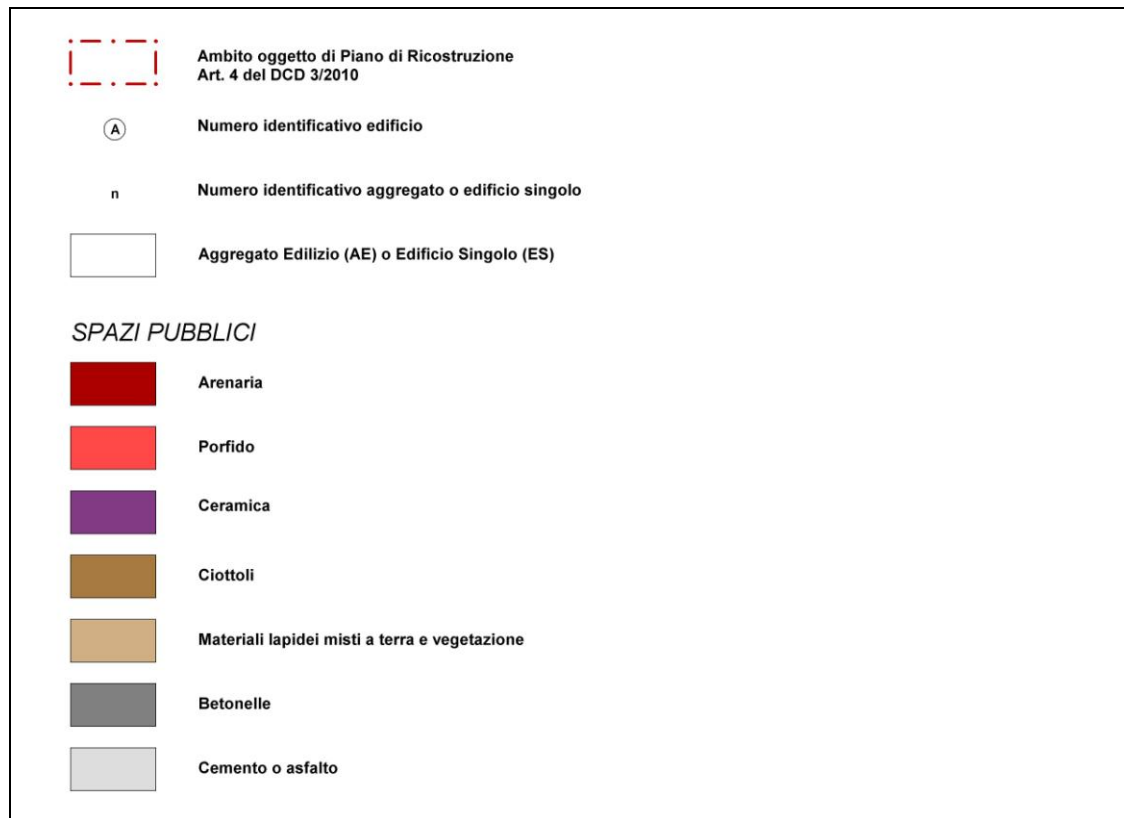 Ambito oggetto di Piano di Ricostruzione
Art. 4 del DCD 3/2010
A
Numero identificativo edificio
n
Numero identificativo aggregato o edificio singolo
Aggregato Edilizio (AE) o Edificio Singolo (ES)
SPAZI PUBBLICI
Arenaria
Porfido
Ceramica
Ciottoli
Materiali lapidei misti a terra e vegetazione
Betonelle
Cemento o asfalto